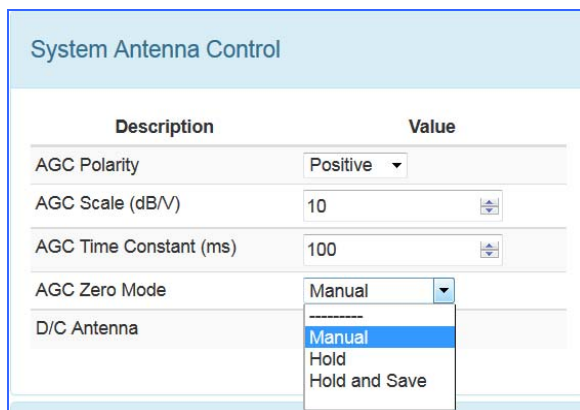 System Antenna Control
Description Value
AGC Polarity Positive
AGC Scale (dB/V) 10
AGC Time Constant (ms) 100
AGC Zero Mode Manual
---------
D/C Antenna
Manual
Hold
Hold and Save